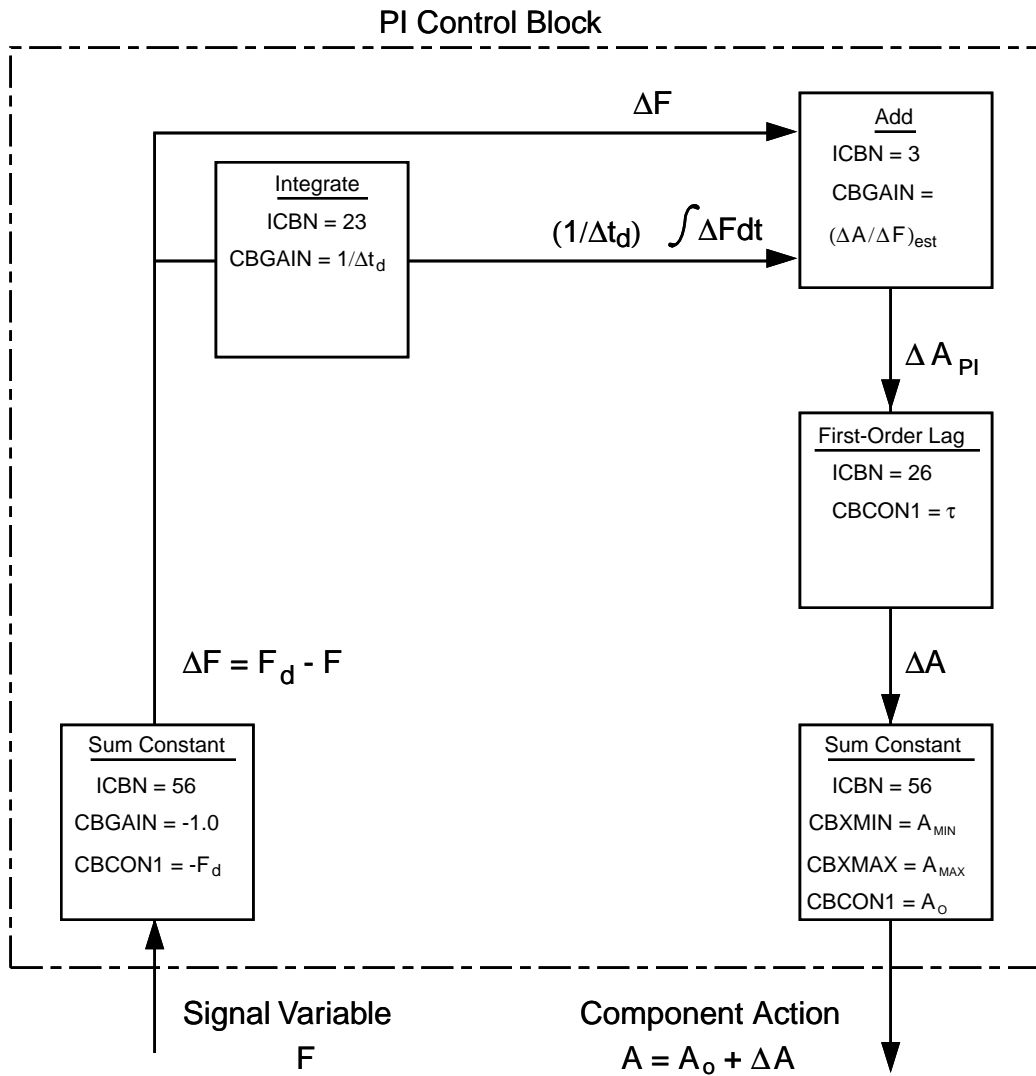 PI Control Block
ΔF
Add
ICBN = 3
CBGAIN =
(ΔA/ΔF)est
Integrate
ICBN = 23
CBGAIN = 1/Δtd
(1/Δtd) ∫ΔFdt
Δ A PI
First-Order Lag
ICBN = 26
CBCON1 = τ
ΔF = Fd - F
ΔA
Sum Constant
ICBN = 56
CBGAIN = -1.0
CBCON1 = -Fd
Sum Constant
ICBN = 56
CBXMIN = AMIN
CBXMAX = AMAX
CBCON1 = AO
Signal Variable
F
Component Action
A = Ao + ΔA